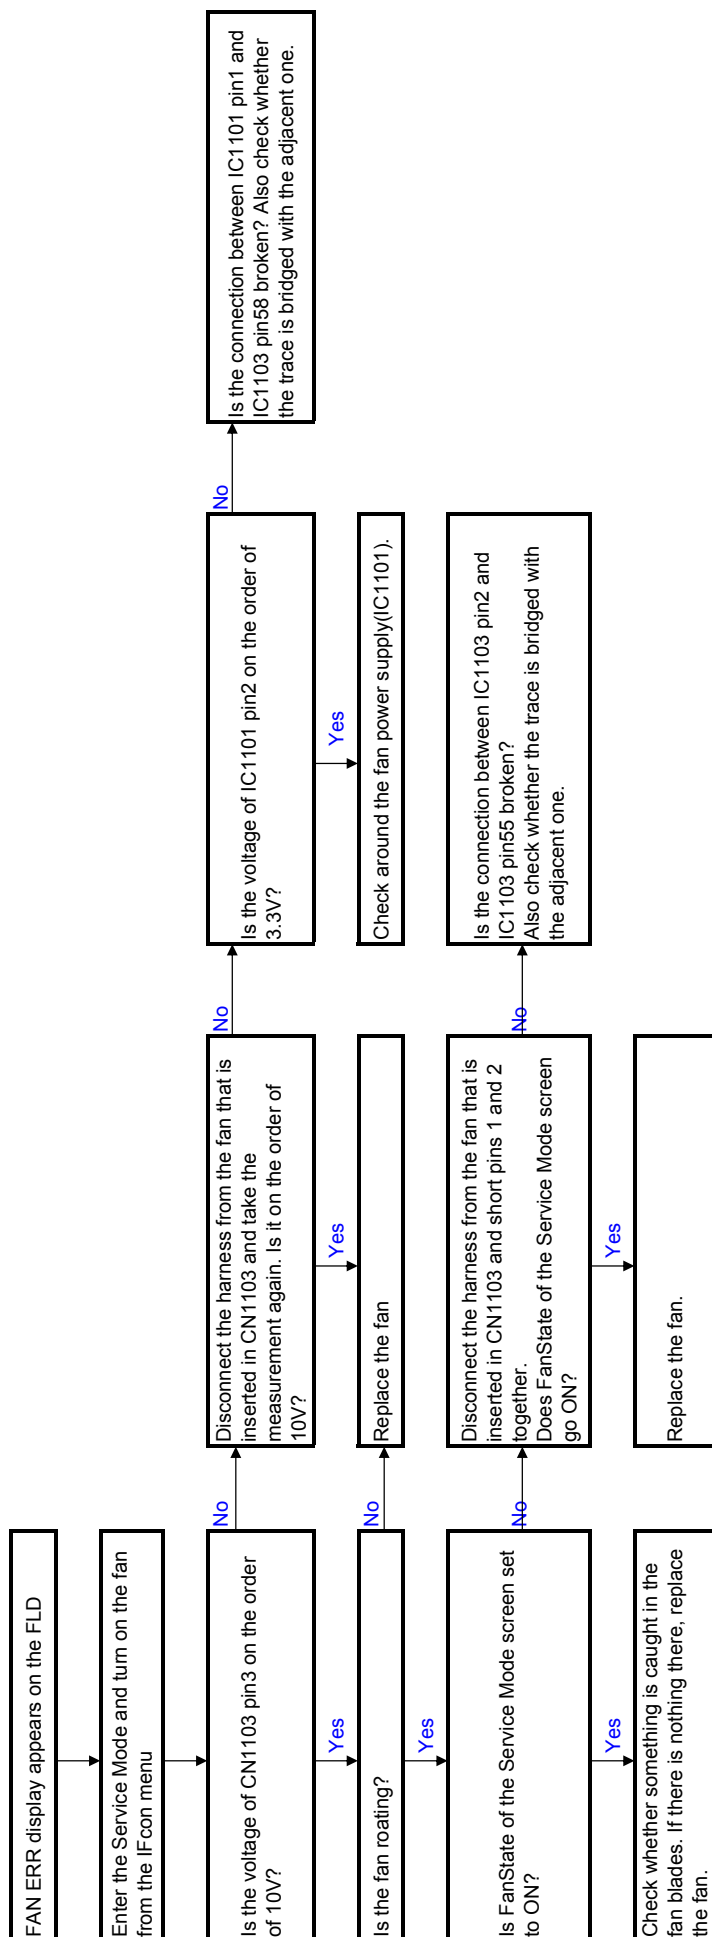 FAN ERR display appears on the FLD
Enter the Service Mode and turn on the fan
from the IFcon menu
Is the voltage of CN1103 pin3 on the order
of 10V?
No
Disconnect the harness from the fan that is
inserted in CN1103 and take the
measurement again. Is it on the order of
10V?
No
Is the voltage of IC1101 pin2 on the order of
3.3V?
No
Is the connection between IC1101 pin1 and
IC1103 pin58 broken? Also check whether
the trace is bridged with the adjacent one.
Yes
Yes
Yes
Is the fan roating?
No
Replace the fan
Check around the fan power supply(IC1101).
Yes
Is FanState of the Service Mode screen set
to ON?
No
Disconnect the harness from the fan that is
inserted in CN1103 and short pins 1 and 2
together.
Does FanState of the Service Mode screen
go ON?
No
Is the connection between IC1103 pin2 and
IC1103 pin55 broken?
Also check whether the trace is bridged with
the adjacent one.
Yes
Yes
Check whether something is caught in the
fan blades. If there is nothing there, replace
the fan.
Replace the fan.